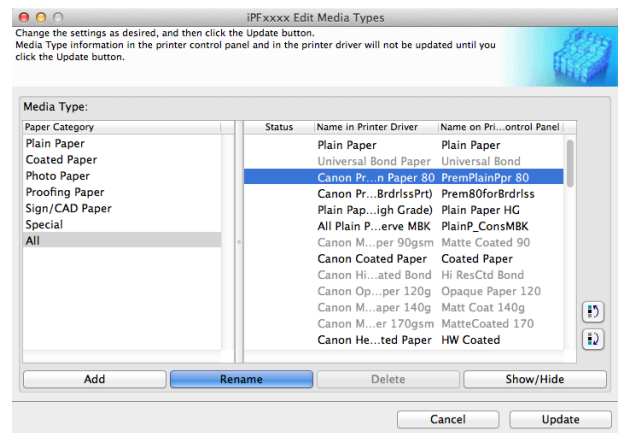 iPFxxxx Edit Media Types
Change the settings as desired, and then click the Update button.
Media Type information in the printer control panel and in the printer driver will not be updated until you
click the Update button.
Media Type:
Paper Category Status Name in Printer Driver Name on Pri...ontrol Panel
Plain Paper
Coated Paper
Photo Paper
Proofing Paper
Sign/CAD Paper
Special
All
Plain Paper Plain Paper
Universal Bond Paper Universal Bond
Canon Pr...n Paper 80 PremPlainPpr 80
Canon Pr...BrdrlssPrt) Prem80forBrdrlss
Plain Pap...igh Grade) Plain Paper HG
All Plain P...erve MBK PlainP_ConsMBK
Canon M...per 90gsm Matte Coated 90
Canon Coated Paper Coated Paper
Canon Hi...ated Bond Hi ResCtd Bond
Canon Op...per 120g Opaque Paper 120
Canon M...aper 140g Matt Coat 140g
Canon M...er 170gsm MatteCoated 170
Canon He...ted Paper HW Coated
Add Rename Delete Show/Hide
Cancel Update